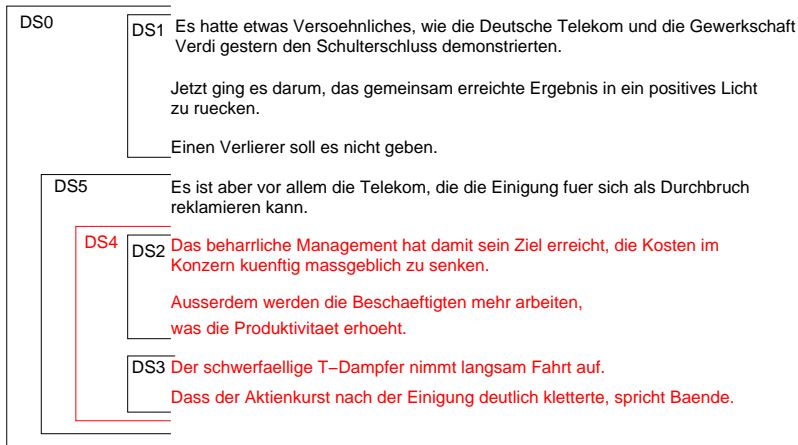 DS0
DS1 Es hatte etwas Versoehnliches, wie die Deutsche Telekom und die Gewerkschaft
Verdi gestern den Schulterschluss demonstrierten.
Jetzt ging es darum, das gemeinsam erreichte Ergebnis in ein positives Licht
zu ruecken.
Einen Verlierer soll es nicht geben.
DS5 Es ist aber vor allem die Telekom, die die Einigung fuer sich als Durchbruch
reklamieren kann.
DS4 DS2 Das beharrliche Management hat damit sein Ziel erreicht, die Kosten im
Konzern kuenftig massgeblich zu senken.
Ausserdem werden die Beschaeftigten mehr arbeiten,
was die Produktivitaet erhoeht.
DS3 Der schwerfaellige T−Dampfer nimmt langsam Fahrt auf.
Dass der Aktienkurst nach der Einigung deutlich kletterte, spricht Baende.